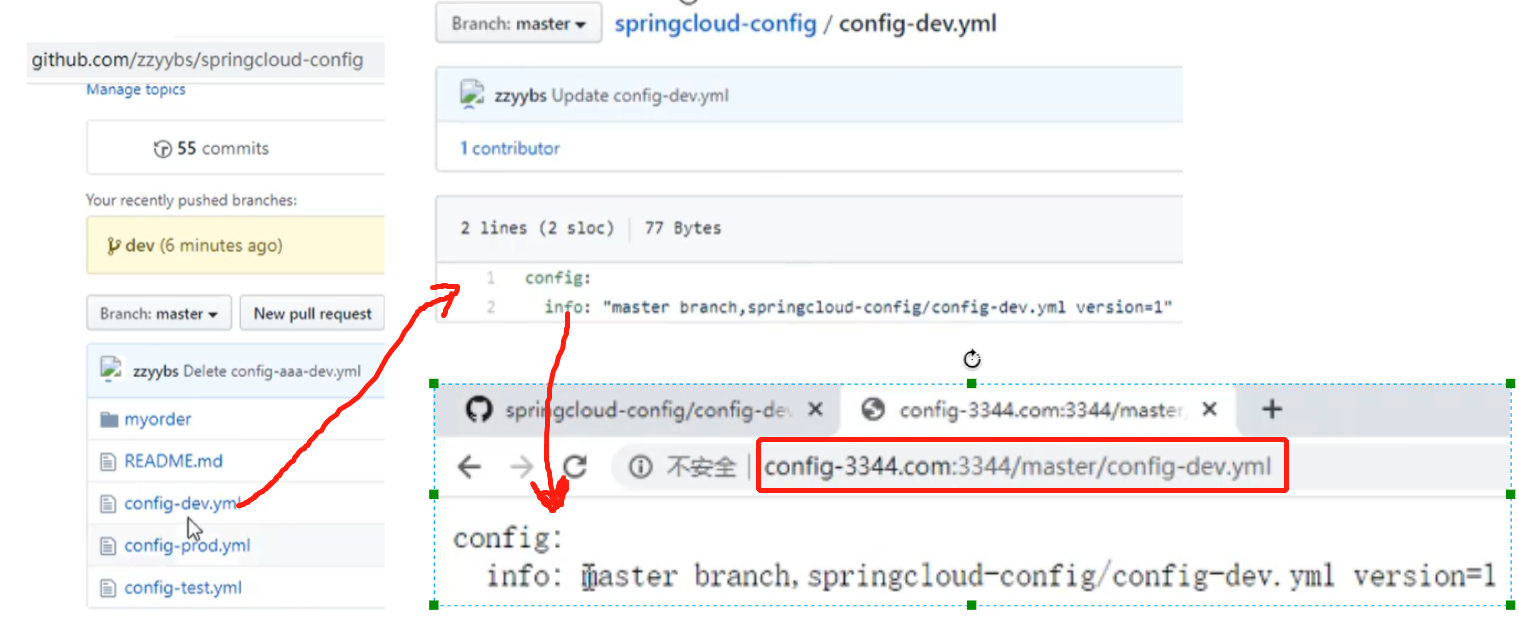 github.com/zzyybs/springcloud-config
Manage topics
55 commits
Your recently pushed branches:
dev (6 minutes ago)
Branch: master
New pull request
zzyybs Delete config-aaa-dev.yml
myorder
README.md
config-dev.yml
config-prod.yml
config-test.yml
Branch: master
springcloud-config / config-dev.yml
zzyybs Update config-dev.yml
1 contributor
2 lines (2 sloc)
77 Bytes
1 config:
2 info: "master branch,springcloud-config/config-dev.yml version=1"
springcloud-config/config-dev
config-3344.com:3344/master/
不安全
config-3344.com:3344/master/config-dev.yml
config:
info: master branch,springcloud-config/config-dev.yml version=1